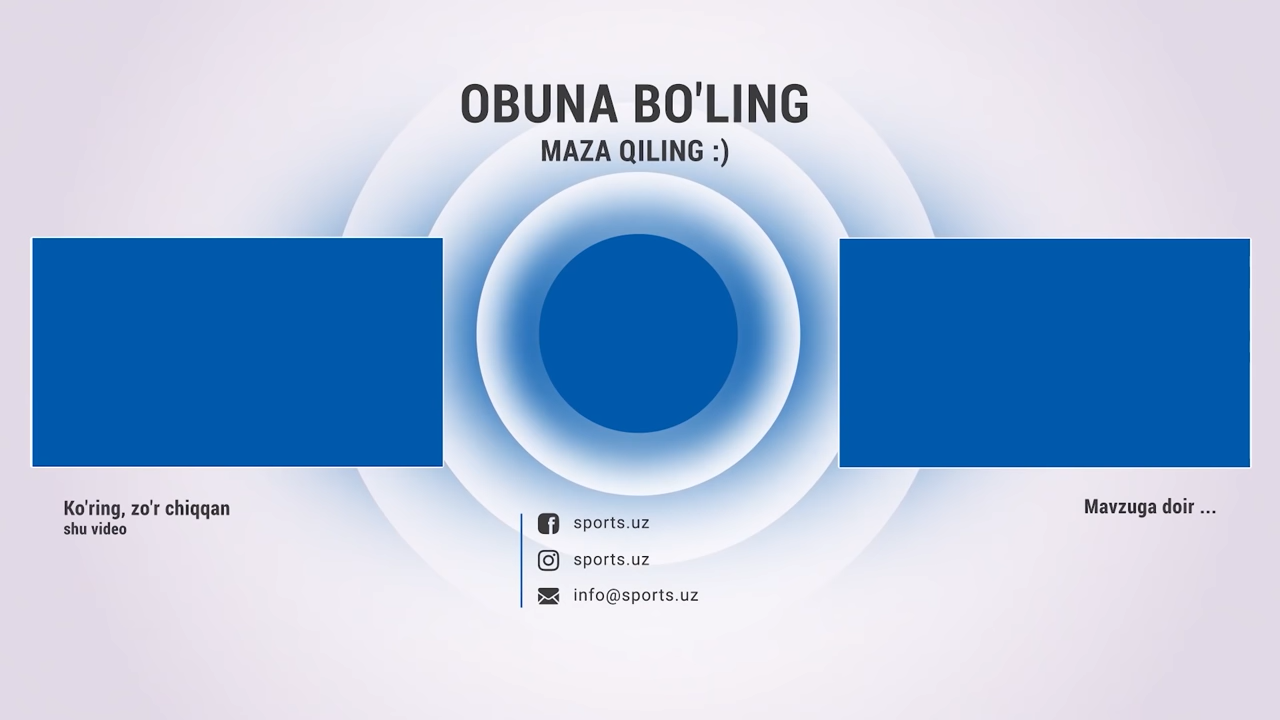 OBUNA BO'LING
MAZA QILING :)
Ko'ring, zo'r chiqqan
shu video
Mavzuga doir ...
sports.uz
sports.uz
info@sports.uz